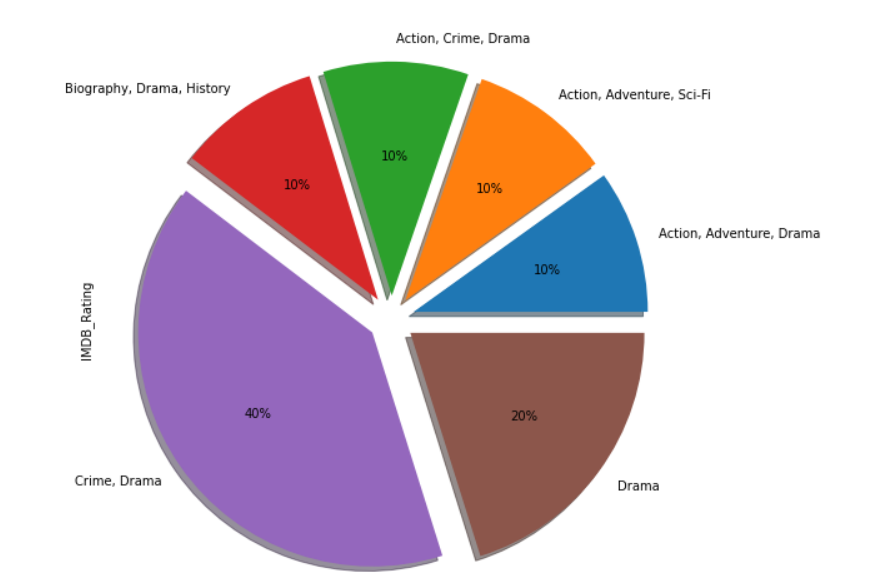 Action, Crime, Drama
Biography, Drama, History
Action, Adventure, Sci-Fi
10%
10%
10%
Action, Adventure, Drama
10%
IMDB_Rating
40%
20%
Crime, Drama
Drama